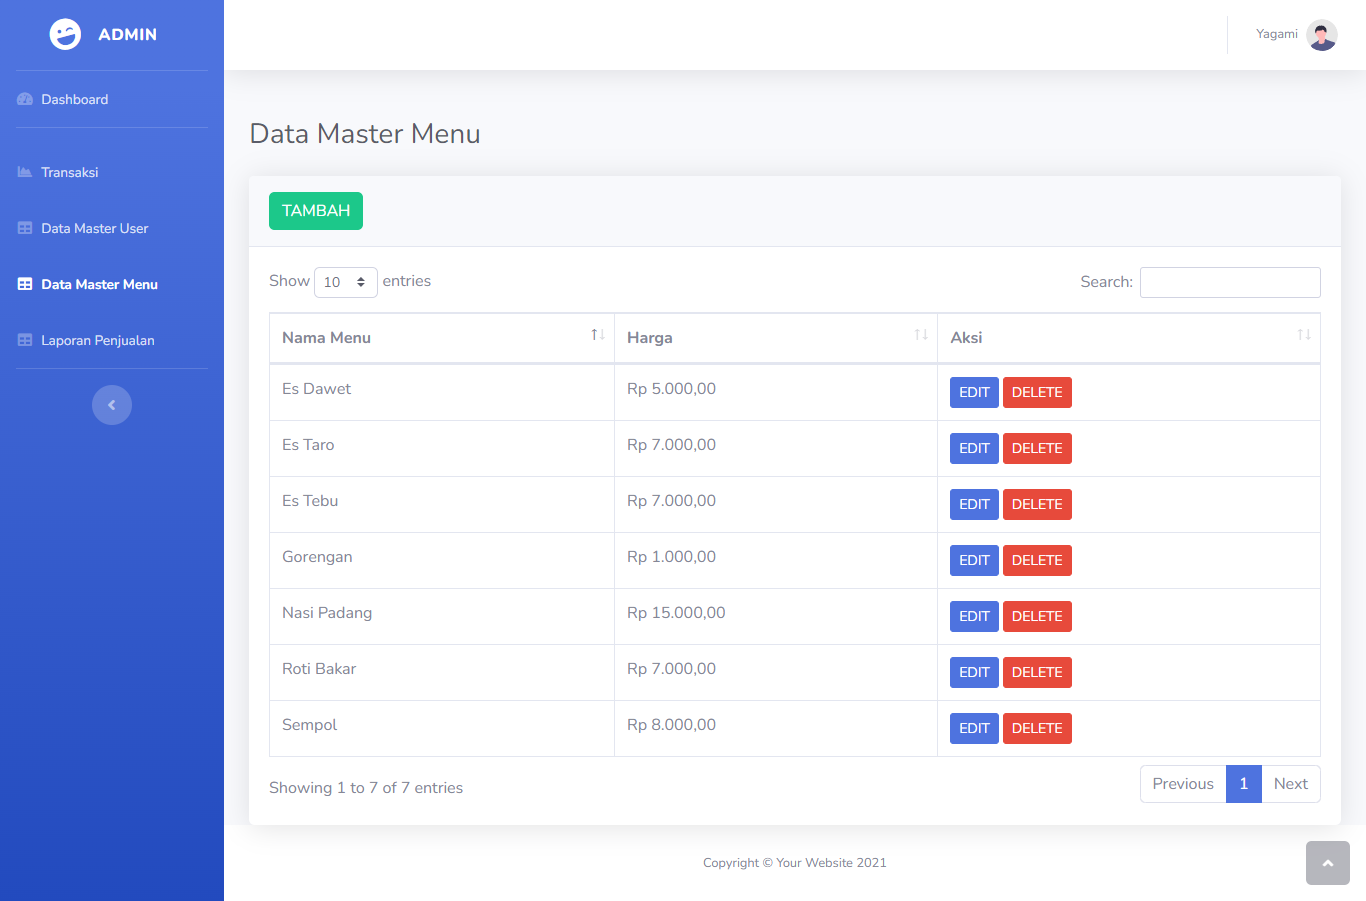 ADMIN
Yagami
Dashboard
Transaksi
Data Master User
Data Master Menu
Laporan Penjualan
Data Master Menu
TAMBAH
Show 10 entries
Search:
Nama Menu Harga Aksi
Es Dawet Rp 5.000,00 EDIT DELETE
Es Taro Rp 7.000,00 EDIT DELETE
Es Tebu Rp 7.000,00 EDIT DELETE
Gorengan Rp 1.000,00 EDIT DELETE
Nasi Padang Rp 15.000,00 EDIT DELETE
Roti Bakar Rp 7.000,00 EDIT DELETE
Sempol Rp 8.000,00 EDIT DELETE
Showing 1 to 7 of 7 entries
Previous 1 Next
Copyright © Your Website 2021